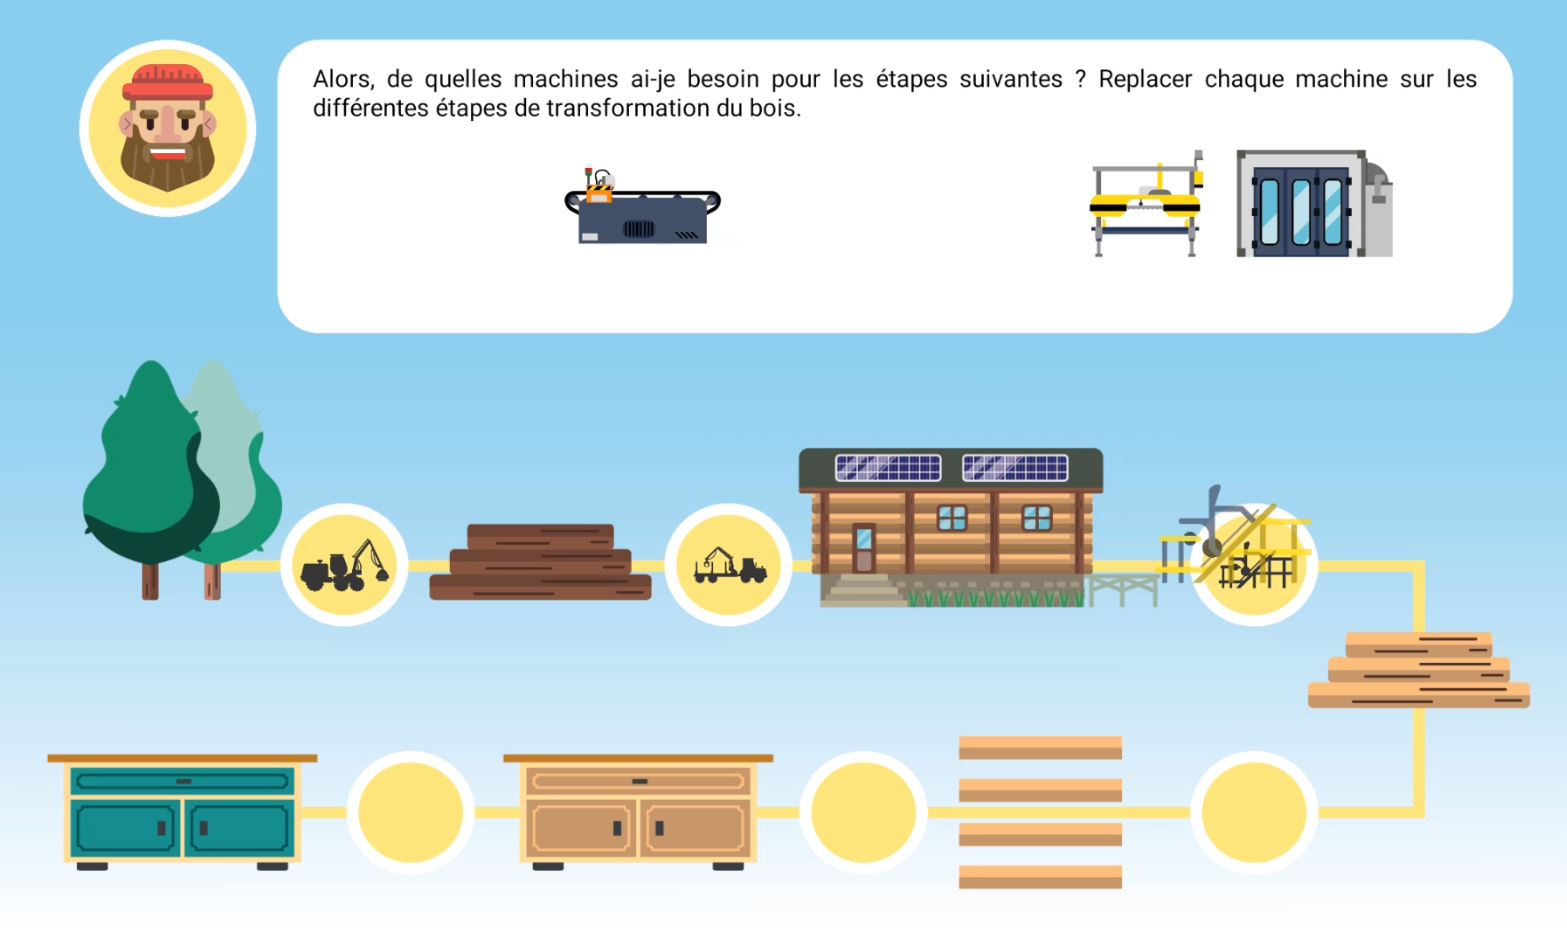 Alors, de quelles machines ai-je besoin pour les étapes suivantes ? Replacer chaque machine sur les
différentes étapes de transformation du bois.